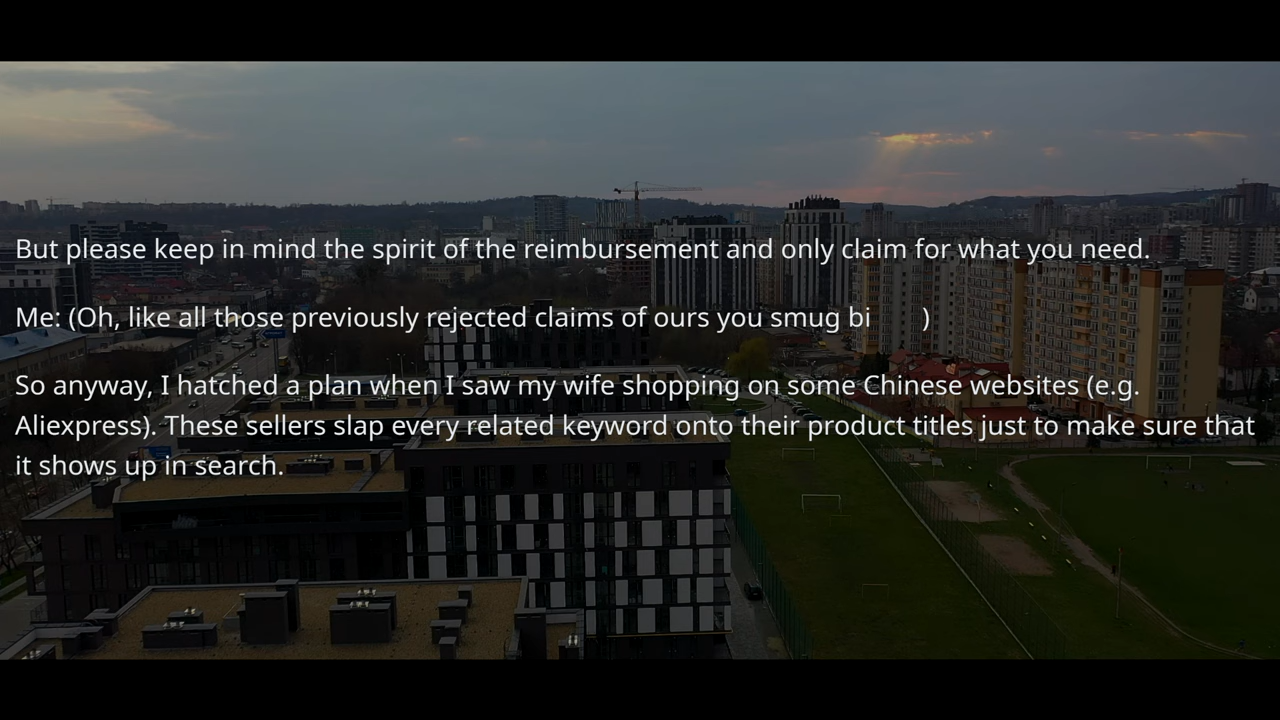 But please keep in mind the spirit of the reimbursement and only claim for what you need.
Me: (Oh, like all those previously rejected claims of ours you smug bi )
So anyway, I hatched a plan when I saw my wife shopping on some Chinese websites (e.g.
Aliexpress). These sellers slap every related keyword onto their product titles just to make sure that
it shows up in search.